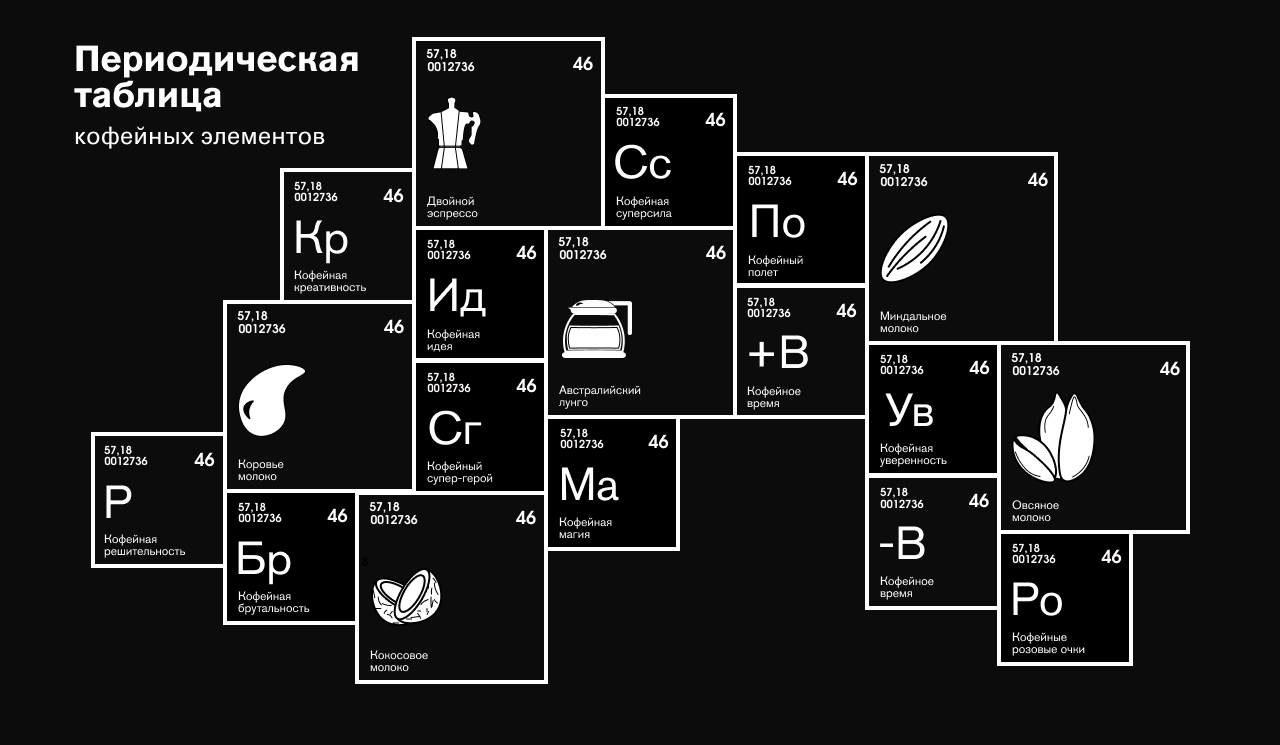 Периодическая
таблица
кофейных элементов
57,18
0012736
46
Двойной
эспрессо
57,18
0012736
46
Сс
Кофейная
суперсила
57,18
0012736
46
По
Кофейный
полет
57,18
0012736
46
Миндальное
молоко
57,18
0012736
46
Кр
Кофейная
креативность
57,18
0012736
46
Ид
Кофейная
идея
57,18
0012736
46
Австралийский
лунго
57,18
0012736
46
+В
Кофейное
время
57,18
0012736
46
Коровье
молоко
57,18
0012736
46
Сг
Кофейный
супер-герой
57,18
0012736
46
Ув
Кофейная
уверенность
57,18
0012736
46
Овсяное
молоко
57,18
0012736
46
Р
Кофейная
решительность
57,18
0012736
46
Бр
Кофейная
брутальность
57,18
0012736
46
Кокосовое
молоко
57,18
0012736
46
Ма
Кофейная
магия
57,18
0012736
46
-В
Кофейное
время
57,18
0012736
46
Ро
Кофейные
розовые очки